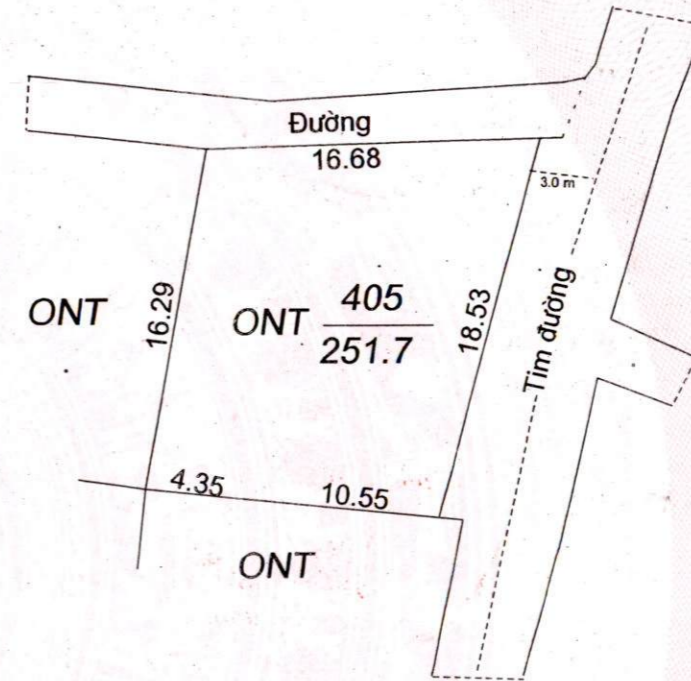 Đường
16.68
3.0 m
ONT
16.29
ONT
405
251.7
18.53
Tim đường
4.35
10.55
ONT